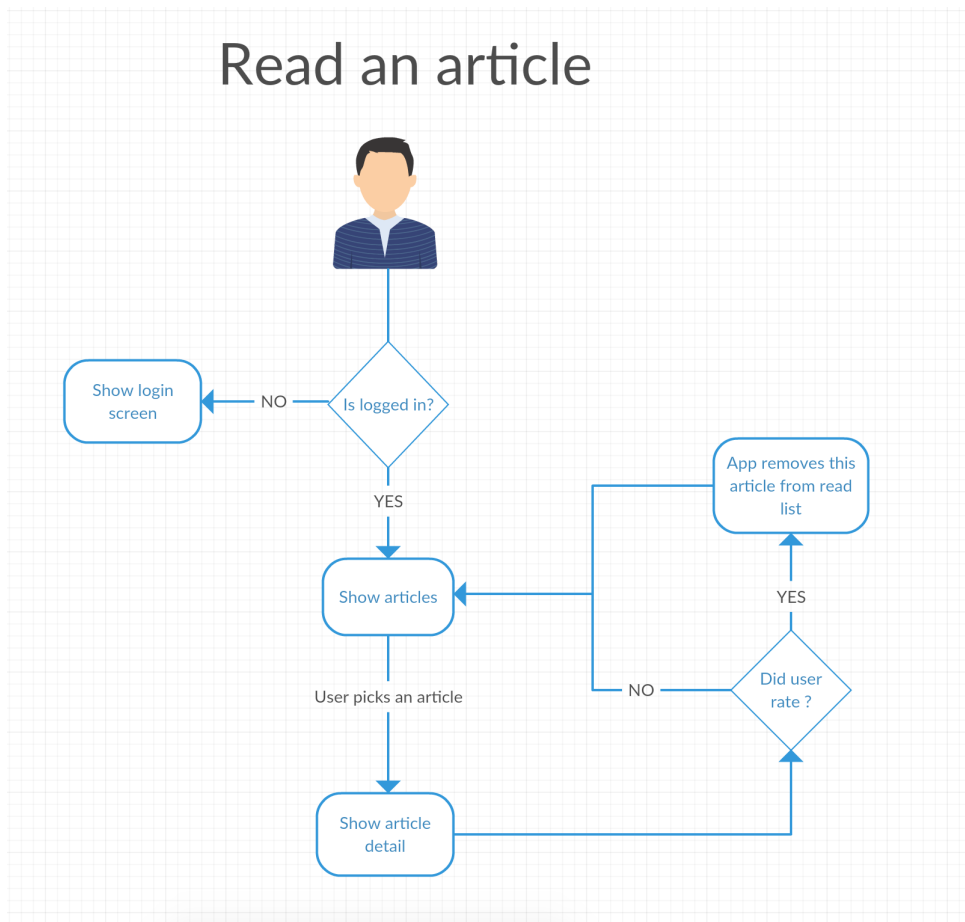 Read an article
Show login
screen
NO
Is logged in?
YES
App removes this
article from read
list
Show articles
YES
User picks an article
NO
Did user
rate ?
Show article
detail